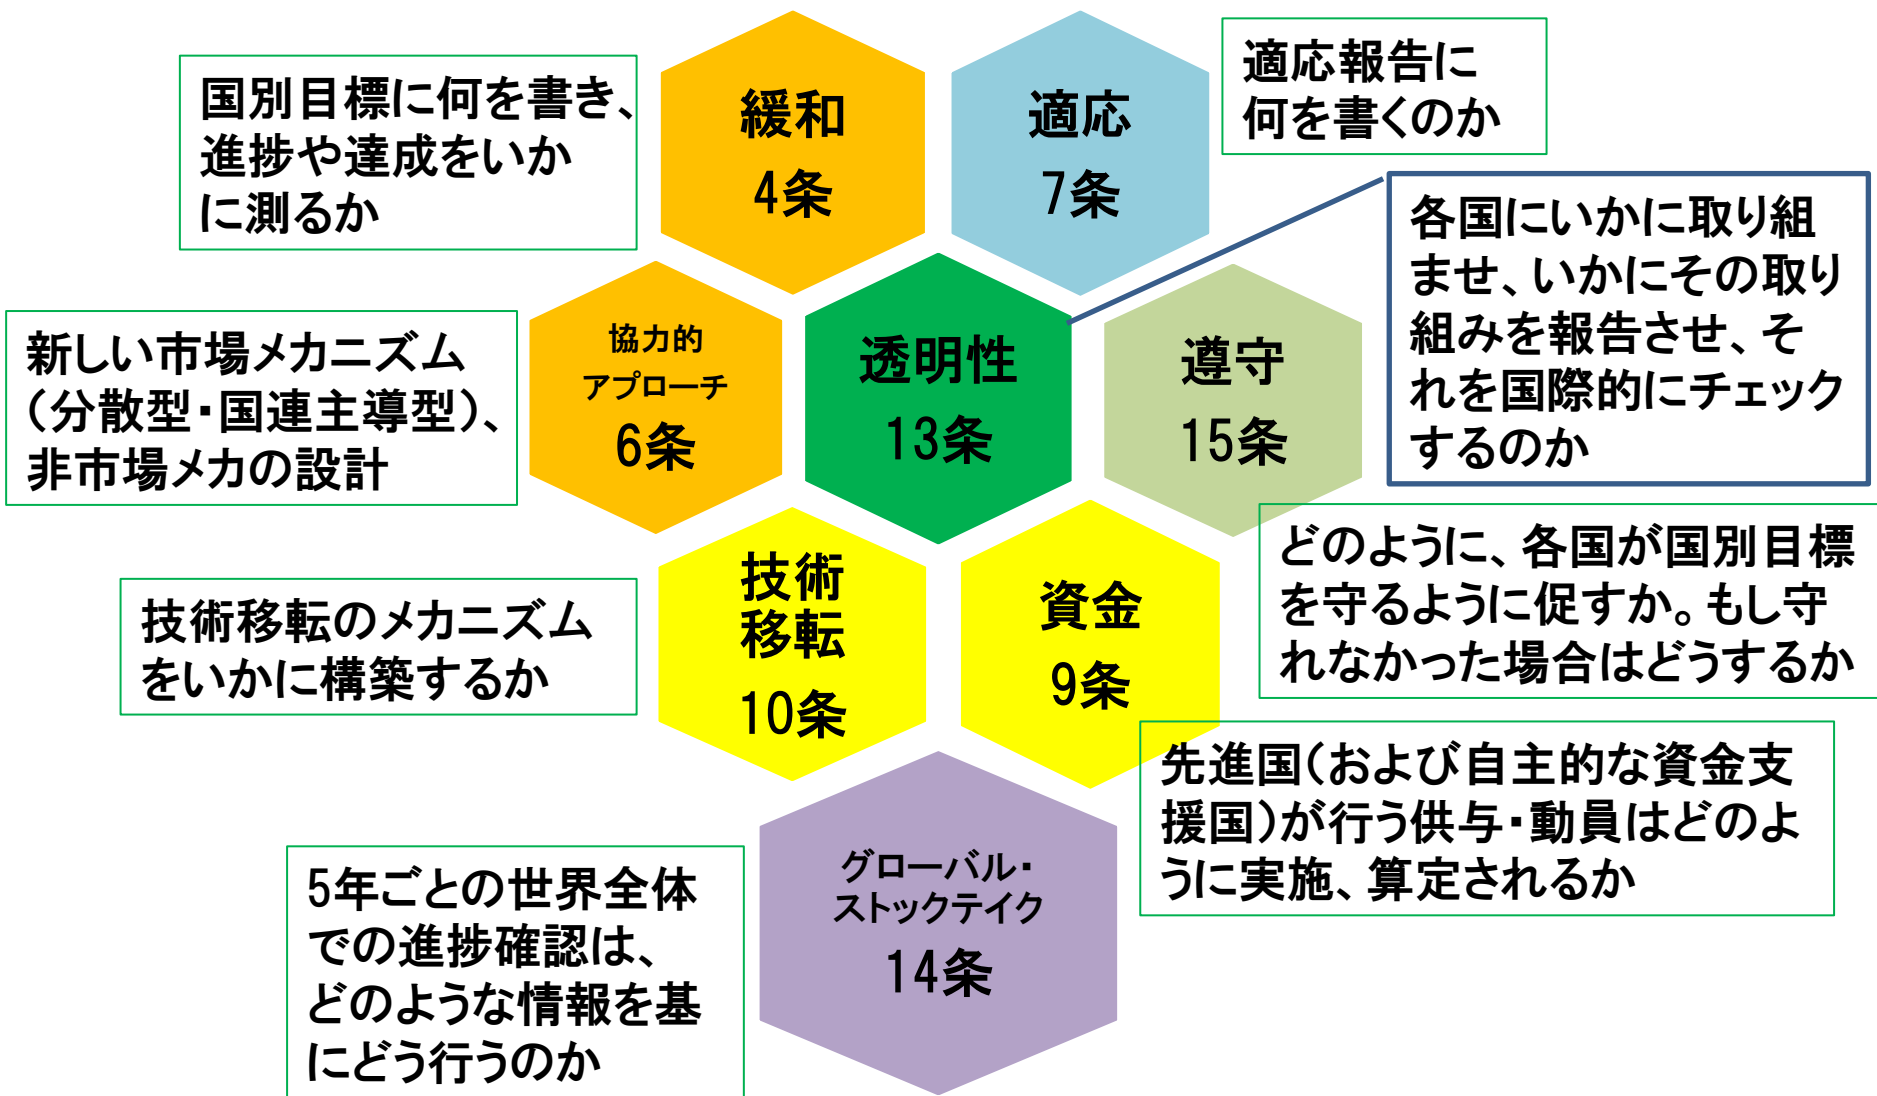 国別目標に何を書き、
進捗や達成をいか
に測るか
緩和
4条
適応
7条
適応報告に
何を書くのか
新しい市場メカニズム
(分散型・国連主導型)、
非市場メカの設計
協力的
アプローチ
6条
透明性
13条
遵守
15条
各国にいかに取り組
ませ、いかにその取り
組みを報告させ、そ
れを国際的にチェック
するのか
技術移転のメカニズム
をいかに構築するか
技術
移転
10条
資金
9条
どのように、各国が国別目標
を守るように促すか。もし守
れなかった場合はどうするか
先進国(および自主的な資金支
援国)が行う供与・動員はどのよ
うに実施、算定されるか
5年ごとの世界全体
での進捗確認は、
どのような情報を基
にどう行うのか
グローバル・
ストックテイク
14条